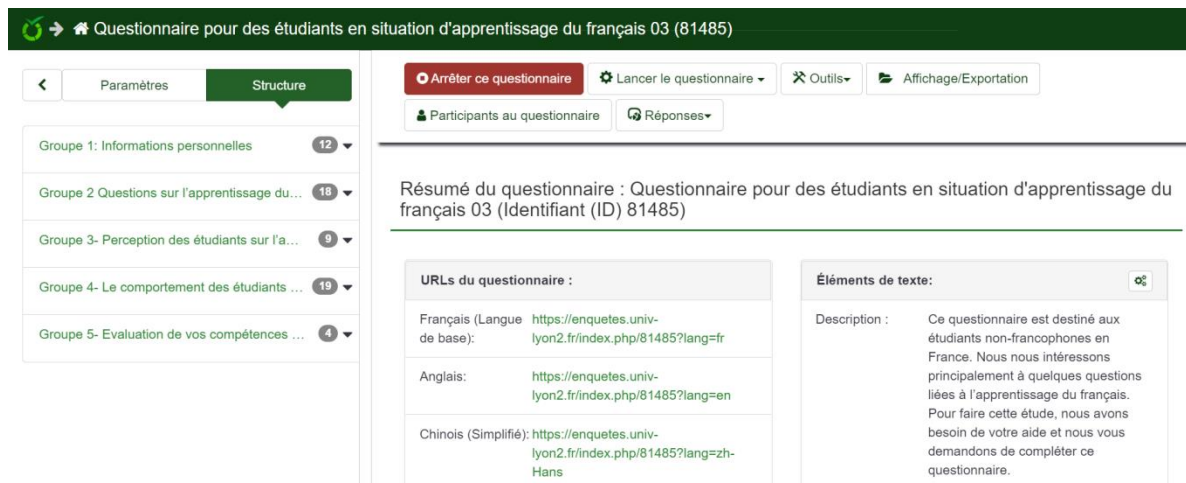 Questionnaire pour des étudiants en situation d'apprentissage du français 03 (81485)
Paramètres
Structure
Groupe 1: Informations personnelles 12
Groupe 2 Questions sur l'apprentissage du... 18
Groupe 3- Perception des étudiants sur l'a... 9
Groupe 4- Le comportement des étudiants ... 19
Groupe 5- Evaluation de vos compétences ... 4
Arrêter ce questionnaire
Lancer le questionnaire
Outils
Affichage/Exportation
Participants au questionnaire
Réponses
Résumé du questionnaire : Questionnaire pour des étudiants en situation d'apprentissage du
français 03 (Identifiant (ID) 81485)
URLs du questionnaire :
Français (Langue https://enquetes.univ-
de base): lyon2.fr/index.php/81485?lang=fr
Anglais: https://enquetes.univ-
lyon2.fr/index.php/81485?lang=en
Chinois (Simplifié): https://enquetes.univ-
lyon2.fr/index.php/81485?lang=zh-
Hans
Éléments de texte:
Description : Ce questionnaire est destiné aux
étudiants non-francophones en
France. Nous nous intéressons
principalement à quelques questions
liées à l'apprentissage du français.
Pour faire cette étude, nous avons
besoin de votre aide et nous vous
demandons de compléter ce
questionnaire.